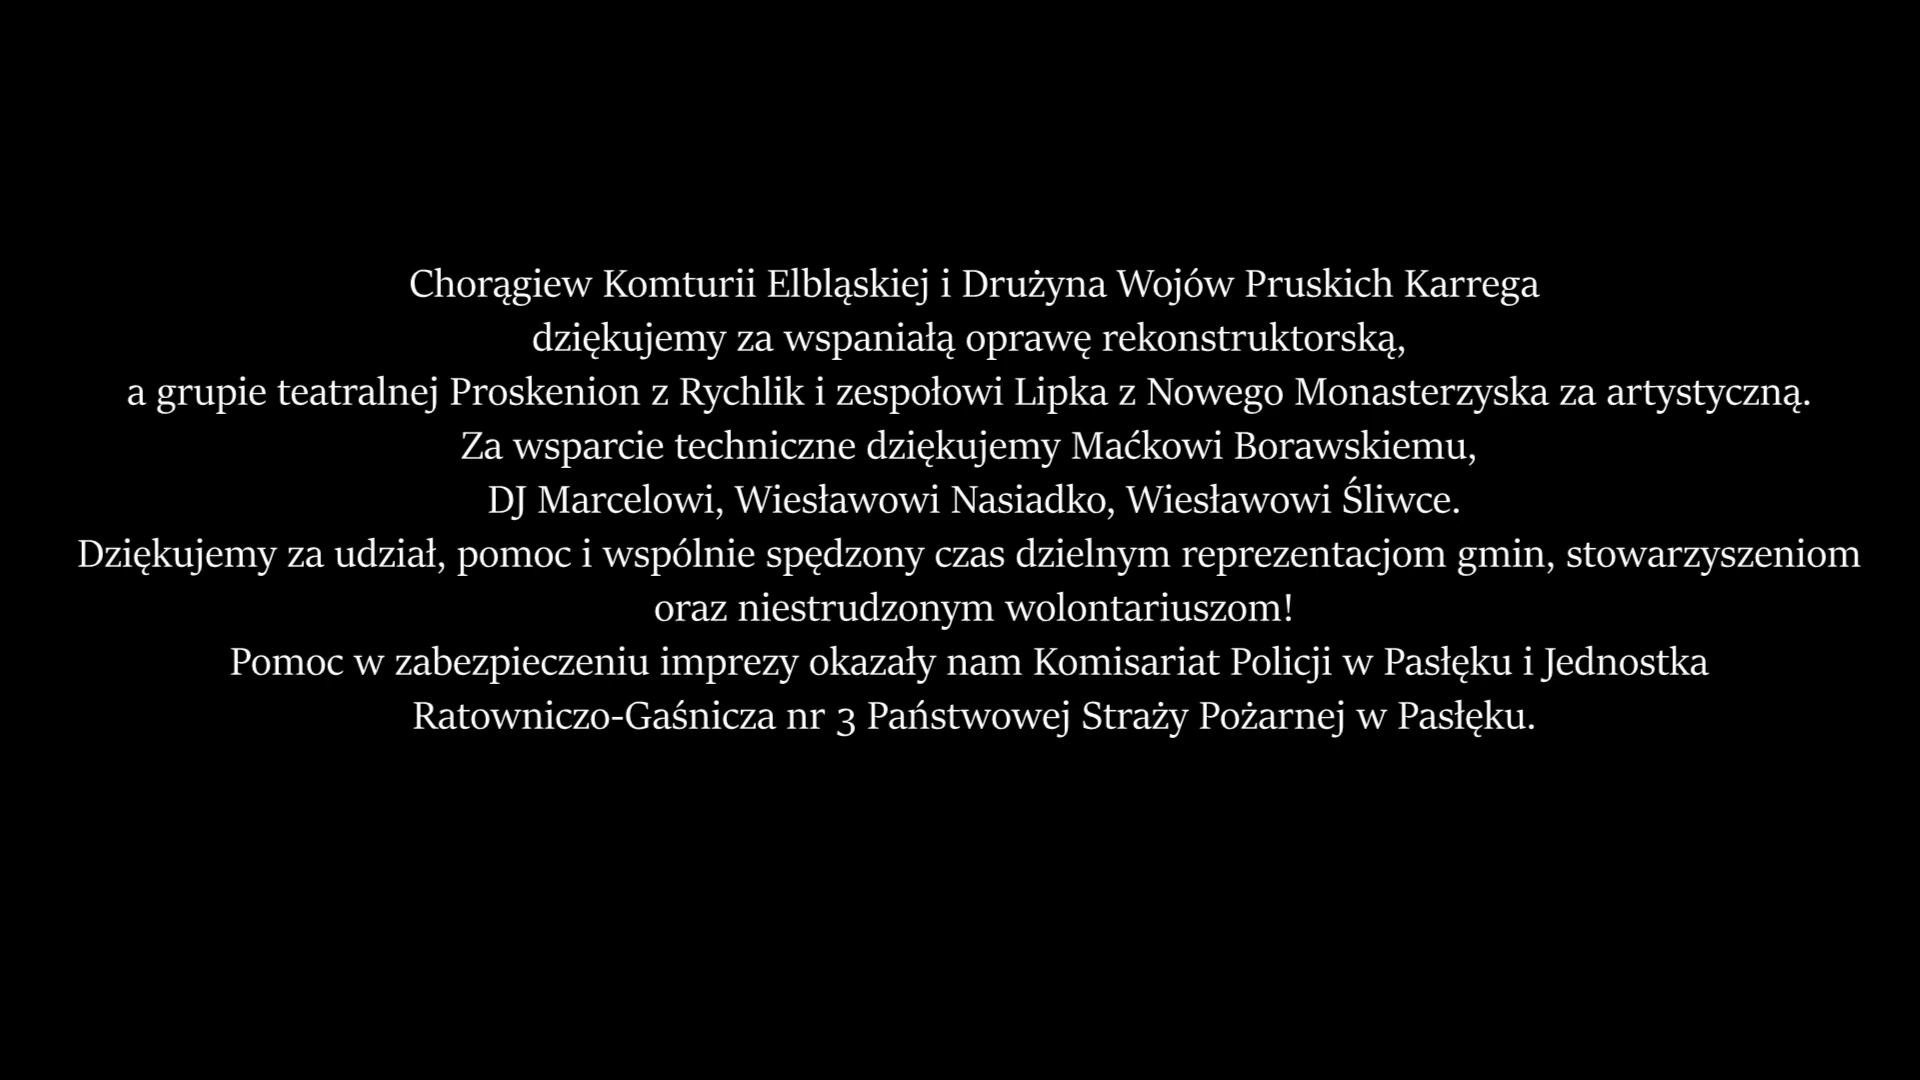 Chorągiew Komturii Elbląskiej i Drużyna Wojów Pruskich Karrega
dziękujemy za wspaniałą oprawę rekonstruktorską,
a grupie teatralnej Proskenion z Rychlik i zespołowi Lipka z Nowego Monasterzyska za artystyczną.
Za wsparcie techniczne dziękujemy Maćkowi Borawskiemu,
DJ Marcelowi, Wiesławowi Nasiadko, Wiesławowi Śliwce.
Dziękujemy za udział, pomoc i wspólnie spędzony czas dzielnym reprezentacjom gmin, stowarzyszeniom
oraz niestrudzonym wolontariuszom!
Pomoc w zabezpieczeniu imprezy okazały nam Komisariat Policji w Pasłęku i Jednostka
Ratowniczo-Gaśnicza nr 3 Państwowej Straży Pożarnej w Pasłęku.